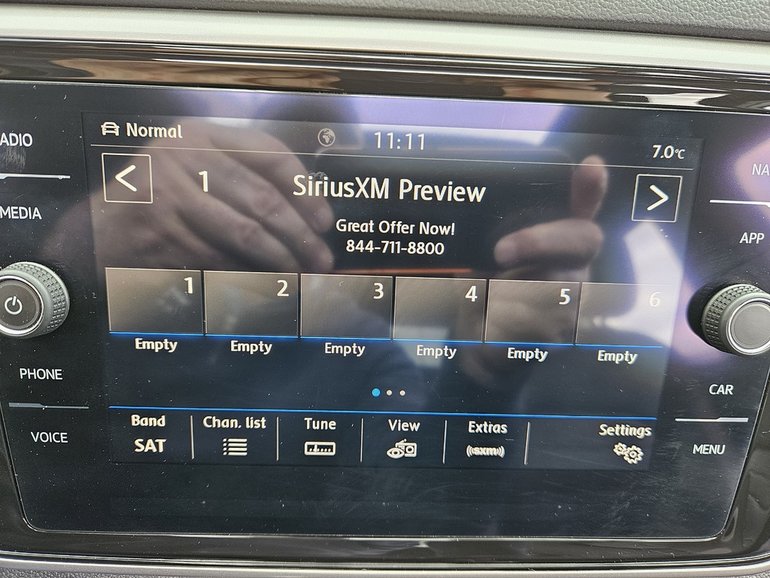 Normal 11:11 7.0°C
1 SiriusXM Preview
Great Offer Now!
844-711-8800
1 2 3 4 5 6
Empty Empty Empty Empty Empty Empty
Band Chan. list Tune View Extras Settings
SAT ((sxm))
MEDIA
PHONE
VOICE
APP
CAR
MENU